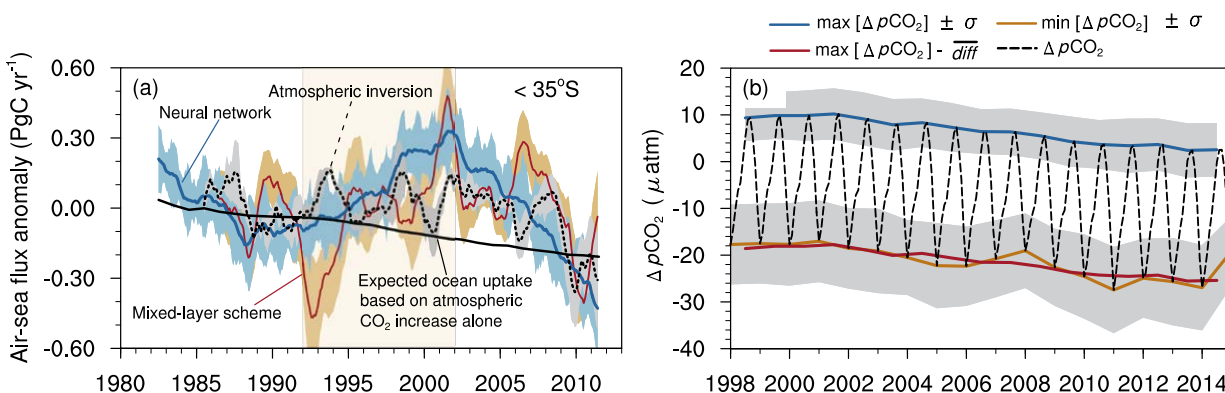 max [Δ pCO₂] ± σ
min [Δ pCO₂] ± σ
max [Δ pCO₂] - diff
Δ pCO₂
Air-sea flux anomaly (PgC yr⁻¹)
0.60
0.30
0.00
-0.30
-0.60
(a)
< 35°S
Atmospheric inversion
Neural network
Expected ocean uptake
based on atmospheric
CO₂ increase alone
Mixed-layer scheme
1980 1985 1990 1995 2000 2005 2010
Δ pCO₂ (μ atm)
20
10
0
-10
-20
-30
-40
(b)
1998 2000 2002 2004 2006 2008 2010 2012 2014